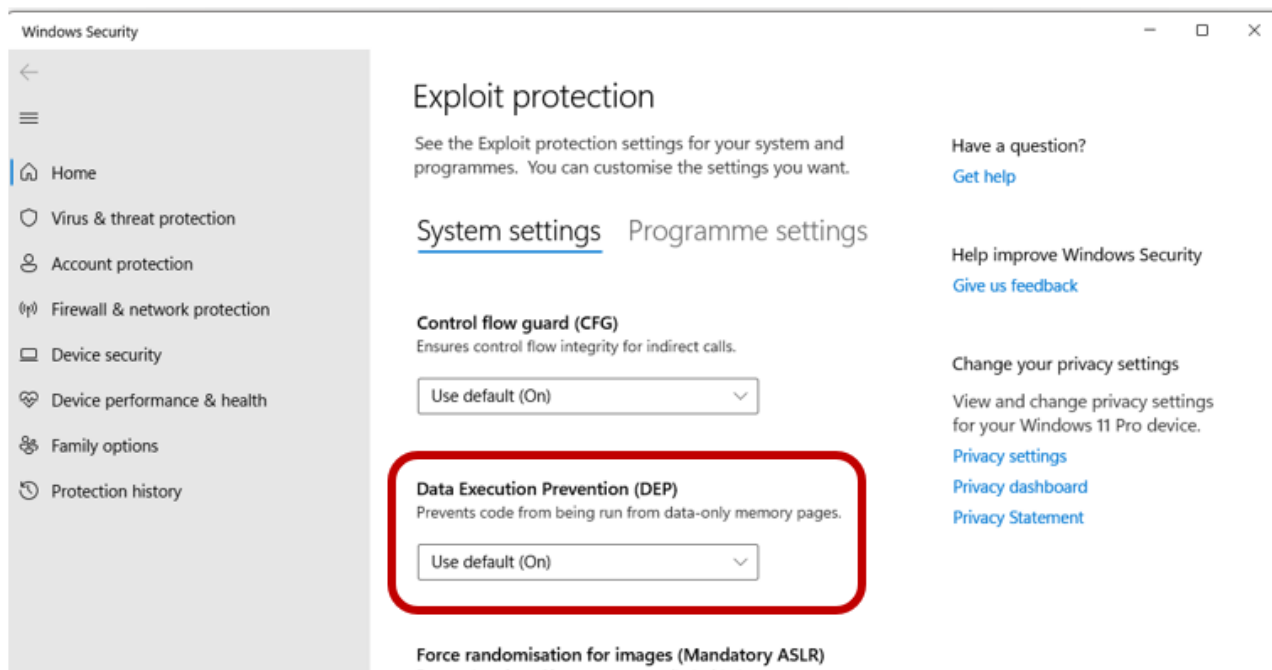 Windows Security
Home
Virus & threat protection
Account protection
Firewall & network protection
Device security
Device performance & health
Family options
Protection history
Exploit protection
See the Exploit protection settings for your system and
programmes.  You can customise the settings you want.
System settings
Programme settings
Control flow guard (CFG)
Ensures control flow integrity for indirect calls.
Use default (On)
Data Execution Prevention (DEP)
Prevents code from being run from data-only memory pages.
Use default (On)
Force randomisation for images (Mandatory ASLR)
Have a question?
Get help
Help improve Windows Security
Give us feedback
Change your privacy settings
View and change privacy settings
for your Windows 11 Pro device.
Privacy settings
Privacy dashboard
Privacy Statement